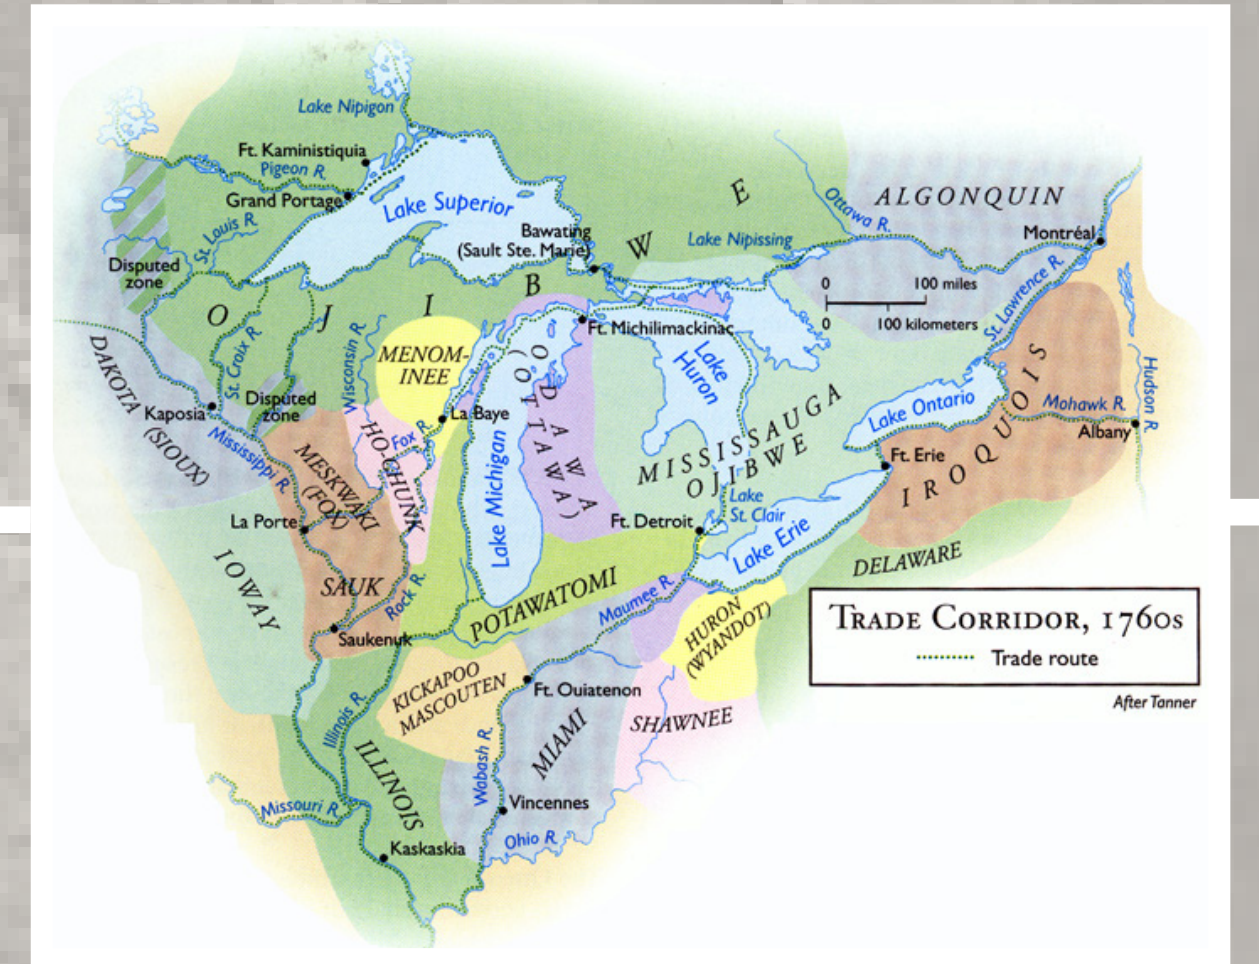 Lake Nipigon
Ft. Kaministiquia
Pigeon R.
Grand Portage
Lake Superior
St. Louis R.
Disputed
zone
Bawating
(Sault Ste. Marie)
Lake Nipissing
Ottawa R.
ALGONQUIN
Montréal
St. Lawrence R.
O J I B W E
0 100 miles
0 100 kilometers
DAKOTA
(SIOUX)
Kaposia
St. Croix R.
Disputed
zone
Wisconsin R.
MENOM-
INEE
La Baye
Fox R.
HO-CHUNK
Ft. Michilimackinac
Lake
Huron
ODAWA
(OTTAWA)
Lake Michigan
MISSISSAUGA
OJIBWE
Lake Ontario
IROQUOIS
Mohawk R.
Hudson R.
Albany
Ft. Erie
Mississippi R.
MESKWAKI
(FOX)
La Porte
IOWAY
SAUK
Rock R.
Saukenuk
Lake
St. Clair
Ft. Detroit
Lake Erie
DELAWARE
POTAWATOMI
Maumee R.
HURON
(WYANDOT)
TRADE CORRIDOR, 1760s
Trade route
After Tanner
KICKAPOO
MASCOUTEN
Ft. Ouiatenon
SHAWNEE
MIAMI
Illinois R.
ILLINOIS
Wabash R.
Vincennes
Missouri R.
Ohio R.
Kaskaskia